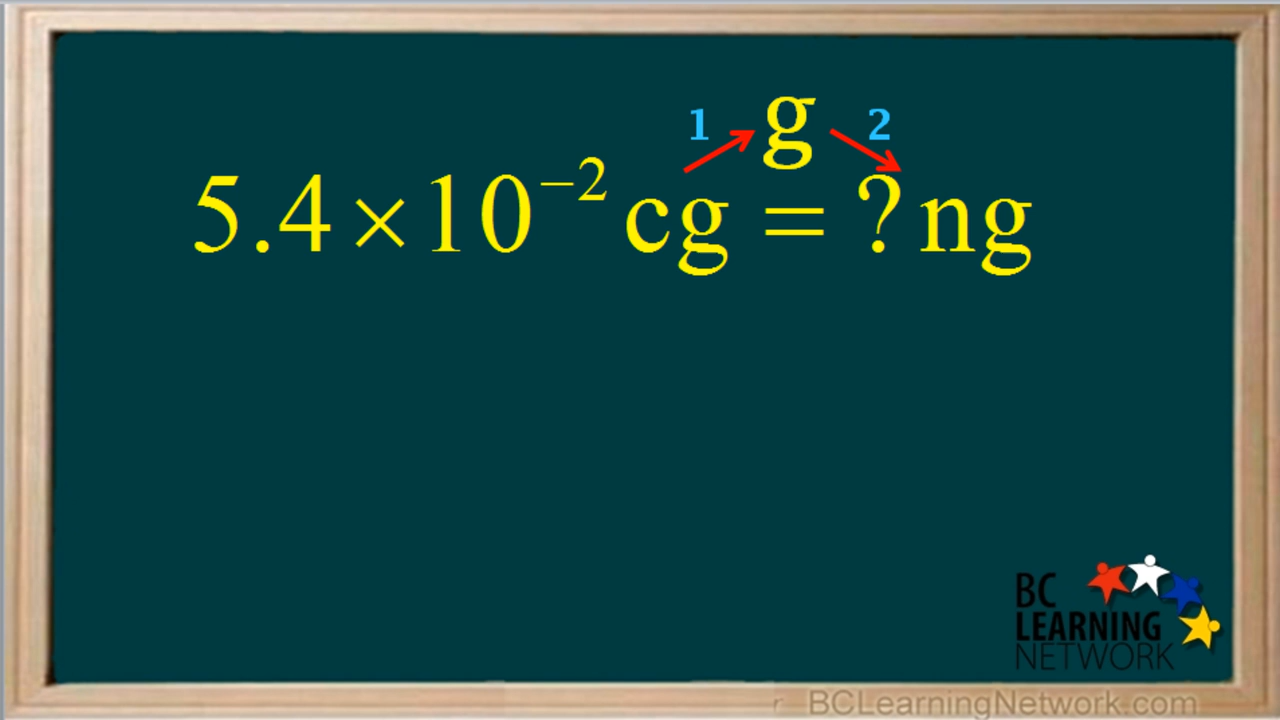 1 g 2
5.4×10⁻² cg = ? ng
BC
LEARNING
NETWORK
r BCLearningNetwork.com